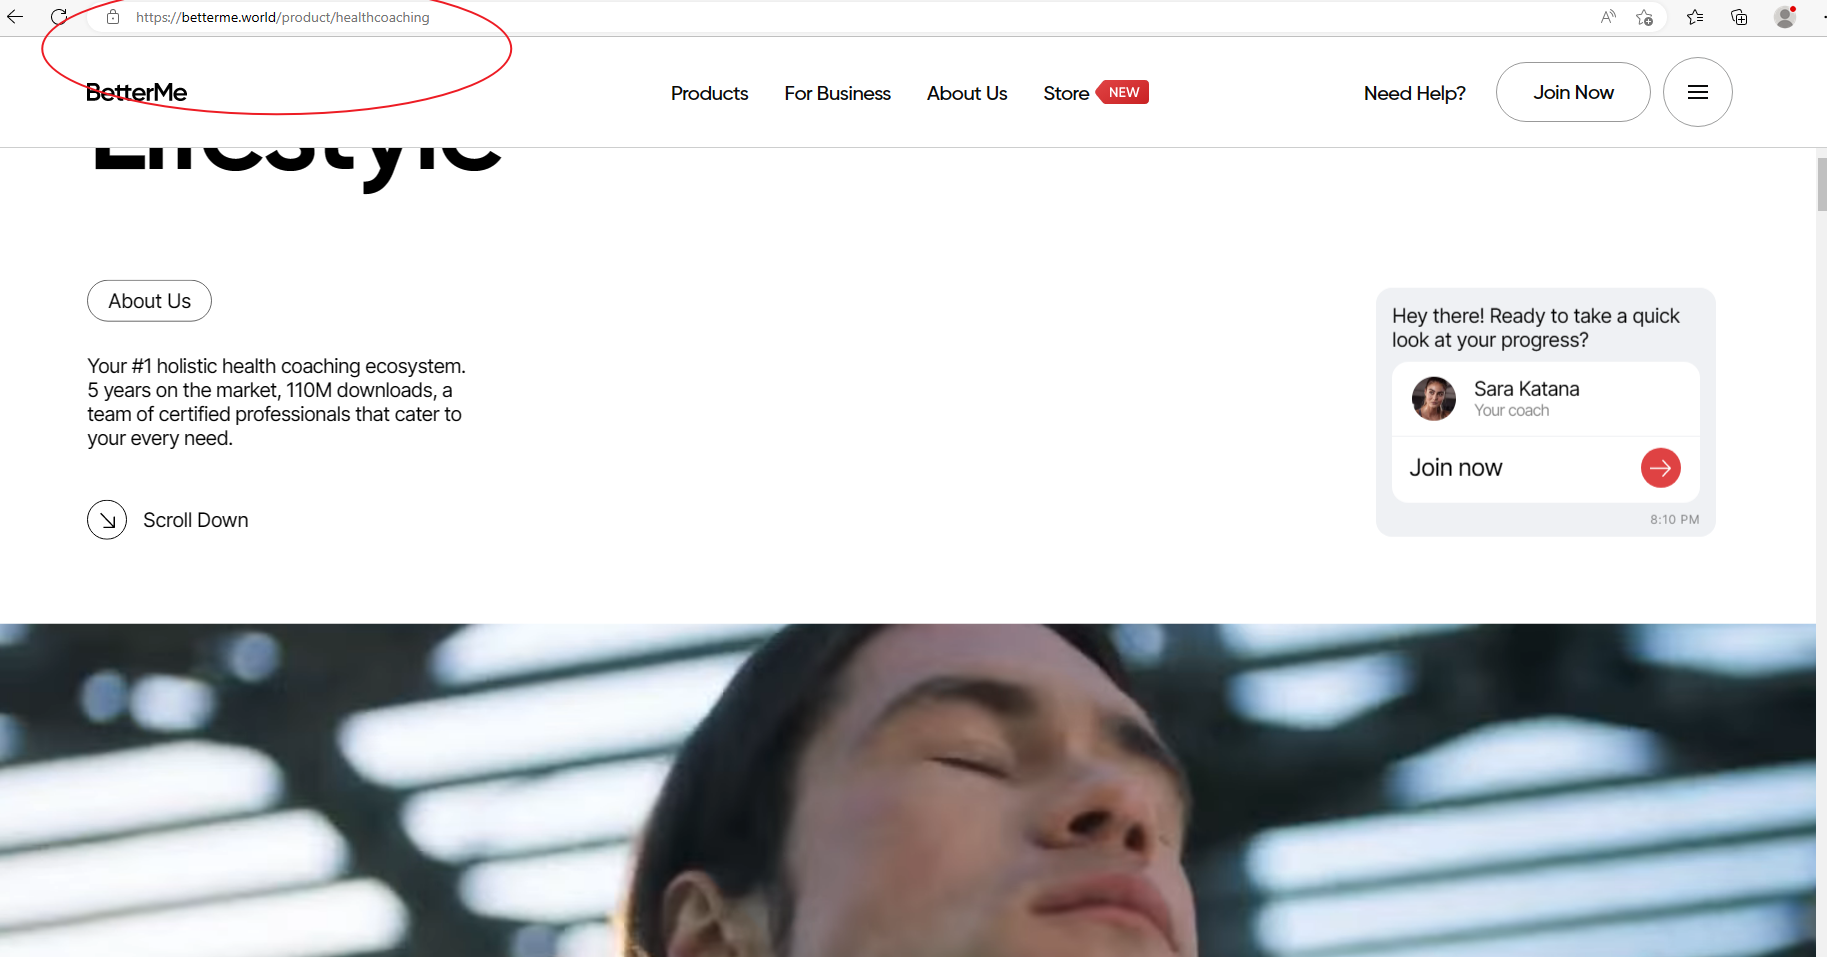 https://betterme.world/product/healthcoaching
BetterMe
Products
For Business
About Us
Store
NEW
Need Help?
Join Now
Lifestyle
About Us
Your #1 holistic health coaching ecosystem.
5 years on the market, 110M downloads, a
team of certified professionals that cater to
your every need.
Scroll Down
Hey there! Ready to take a quick
look at your progress?
Sara Katana
Your coach
Join now
8:10 PM